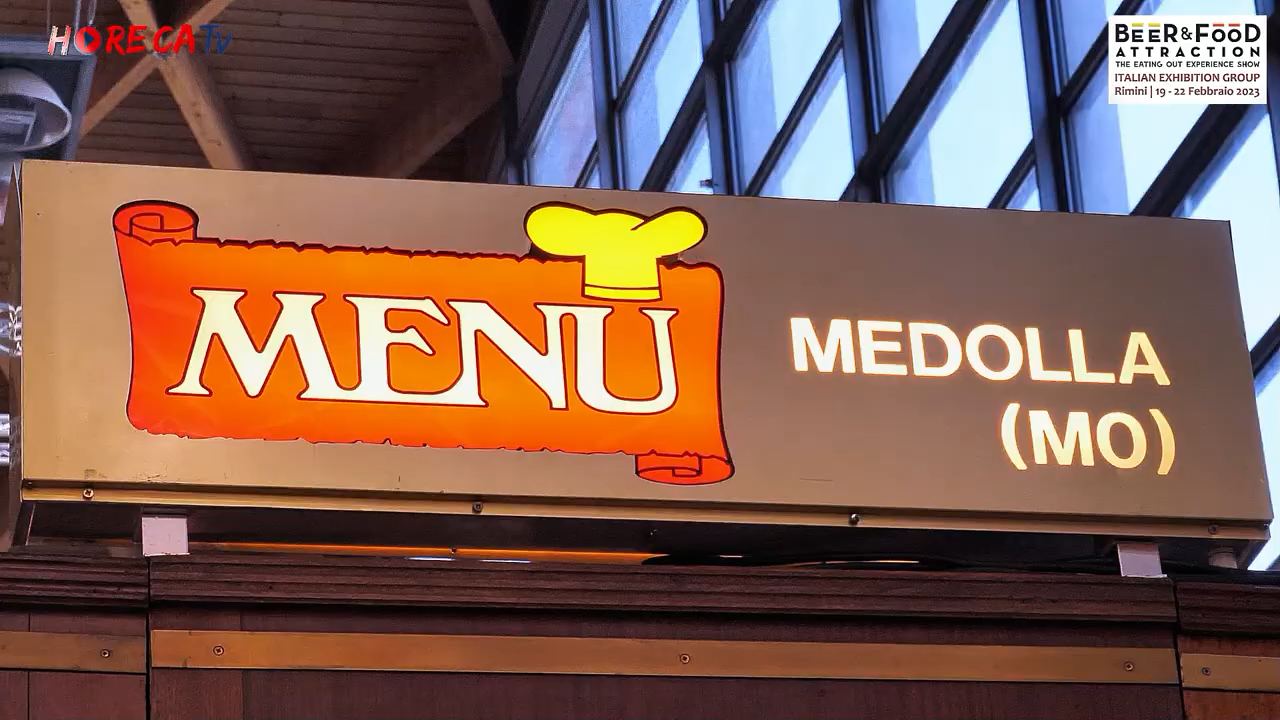 HORECATv
BEER&FOOD
ATTRACTION
THE EATING OUT EXPERIENCE SHOW
ITALIAN EXHIBITION GROUP
Rimini | 19 - 22 Febbraio 2023
MENU
MEDOLLA
(MO)